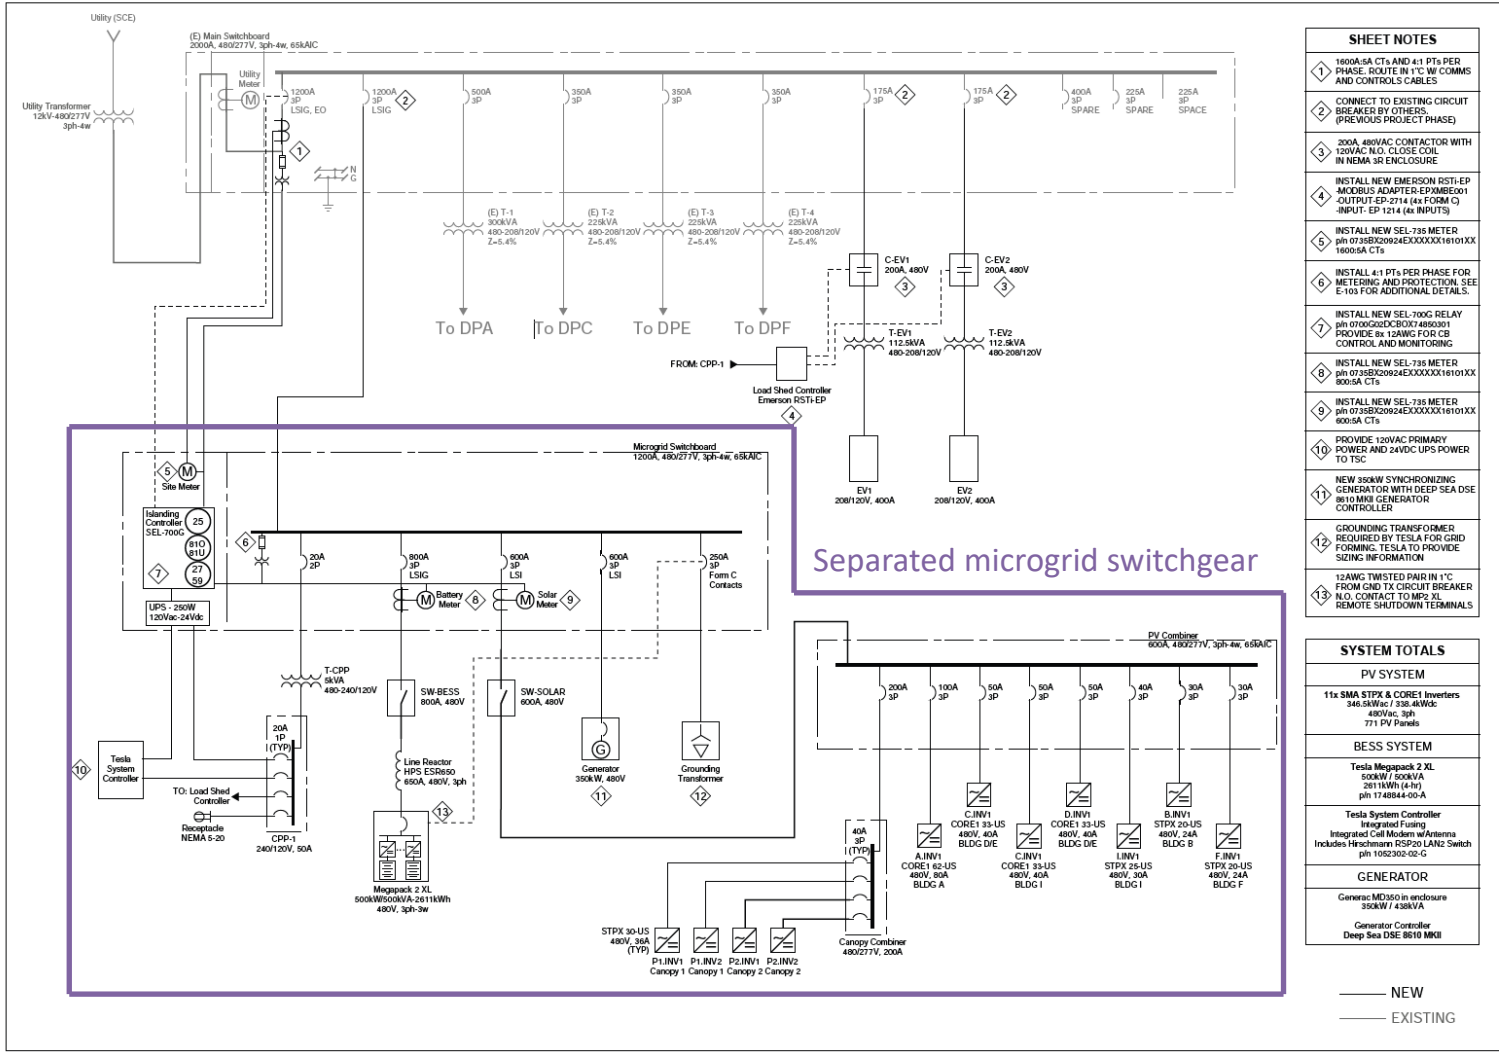 Utility (SCE)
(E) Main Switchboard
2000A, 480/277V, 3ph-4w, 65kAIC
Utility
Meter
M
Utility Transformer
12kV-480/277V
3ph-4w
1200A
3P
LSIG, EO
1
1200A
3P
LSIG
2
500A
3P
350A
3P
350A
3P
350A
3P
175A
3P
2
175A
3P
2
400A
3P
SPARE
225A
3P
SPARE
225A
3P
SPACE
N
G
(E) T-1
300kVA
480-208/120V
Z=5.4%
(E) T-2
225kVA
480-208/120V
Z=5.4%
(E) T-3
225kVA
480-208/120V
Z=5.4%
(E) T-4
225kVA
480-208/120V
Z=5.4%
To DPA
To DPC
To DPE
To DPF
C-EV1
200A, 480V
3
C-EV2
200A, 480V
3
T-EV1
112.5kVA
480-208/120V
T-EV2
112.5kVA
480-208/120V
FROM: CPP-1
Load Shed Controller
Emerson RSTi-EP
4
EV1
208/120V, 400A
EV2
208/120V, 400A
Microgrid Switchboard
1200A, 480/277V, 3ph-4w, 65kAIC
5
M
Site Meter
Islanding
Controller
SEL-700G
25
81O
81U
27
59
7
UPS - 250W
120Vac-24Vdc
6
20A
2P
800A
3P
LSIG
600A
3P
LSI
600A
3P
LSI
250A
3P
Form C
Contacts
M
Battery
Meter
8
M
Solar
Meter
9
Separated microgrid switchgear
T-CPP
5kVA
480-240/120V
SW-BESS
800A, 480V
SW-SOLAR
600A, 480V
20A
1P
(TYP)
10
Tesla
System
Controller
TO: Load Shed
Controller
Receptacle
NEMA 5-20
CPP-1
240/120V, 50A
Line Reactor
HPS ESR650
650A, 480V, 3ph
13
Megapack 2 XL
500kW/500kVA-2611kWh
480V, 3ph-3w
G
Generator
350kW, 480V
11
Grounding
Transformer
12
PV Combiner
600A, 480/277V, 3ph-4w, 65kAIC
200A
3P
100A
3P
50A
3P
50A
3P
50A
3P
40A
3P
30A
3P
30A
3P
A.INV1
CORE1 62-US
480V, 80A
BLDG A
C.INV1
CORE1 33-US
480V, 40A
BLDG D/E
C.INV1
CORE1 33-US
480V, 40A
BLDG I
D.INV1
CORE1 33-US
480V, 40A
BLDG D/E
I.INV1
STPX 25-US
480V, 30A
BLDG I
B.INV1
STPX 20-US
480V, 24A
BLDG B
F.INV1
STPX 20-US
480V, 24A
BLDG F
40A
3P
(TYP)
STPX 30-US
480V, 36A
(TYP)
P1.INV1
Canopy 1
P1.INV2
Canopy 1
P2.INV1
Canopy 2
P2.INV2
Canopy 2
Canopy Combiner
480/277V, 200A
SHEET NOTES
1
1600A:5A CTs AND 4:1 PTs PER
PHASE. ROUTE IN 1"C W/ COMMS
AND CONTROLS CABLES
2
CONNECT TO EXISTING CIRCUIT
BREAKER BY OTHERS.
(PREVIOUS PROJECT PHASE)
3
200A, 480VAC CONTACTOR WITH
120VAC N.O. CLOSE COIL
IN NEMA 3R ENCLOSURE
4
INSTALL NEW EMERSON RSTi-EP
-MODBUS ADAPTER-EPXMBE001
-OUTPUT-EP-2714 (4x FORM C)
-INPUT- EP 1214 (4x INPUTS)
5
INSTALL NEW SEL-735 METER
p/n 0735BX20924EXXXXXX16101XX
1600:5A CTs
6
INSTALL 4:1 PTs PER PHASE FOR
METERING AND PROTECTION. SEE
E-103 FOR ADDITIONAL DETAILS.
7
INSTALL NEW SEL-700G RELAY
p/n 0700G02DCBOX74850301
PROVIDE 8x 12AWG FOR CB
CONTROL AND MONITORING
8
INSTALL NEW SEL-735 METER
p/n 0735BX20924EXXXXXX16101XX
800:5A CTs
9
INSTALL NEW SEL-735 METER
p/n 0735BX20924EXXXXXX16101XX
600:5A CTs
10
PROVIDE 120VAC PRIMARY
POWER AND 24VDC UPS POWER
TO TSC
11
NEW 350kW SYNCHRONIZING
GENERATOR WITH DEEP SEA DSE
8610 MKII GENERATOR
CONTROLLER
12
GROUNDING TRANSFORMER
REQUIRED BY TESLA FOR GRID
FORMING. TESLA TO PROVIDE
SIZING INFORMATION
13
12AWG TWISTED PAIR IN 1"C
FROM GND TX CIRCUIT BREAKER
N.O. CONTACT TO MP2 XL
REMOTE SHUTDOWN TERMINALS
SYSTEM TOTALS
PV SYSTEM
11x SMA STPX & CORE1 Inverters
346.5kWac / 338.4kWdc
480Vac, 3ph
771 PV Panels
BESS SYSTEM
Tesla Megapack 2 XL
500kW / 500kVA
2611kWh (4-hr)
p/n 1748844-00-A
Tesla System Controller
Integrated Fusing
Integrated Cell Modem w/Antenna
Includes Hirschmann RSP20 LAN2 Switch
p/n 1052302-02-G
GENERATOR
Generac MD350 in enclosure
350kW / 438kVA
Generator Controller
Deep Sea DSE 8610 MKII
NEW
EXISTING